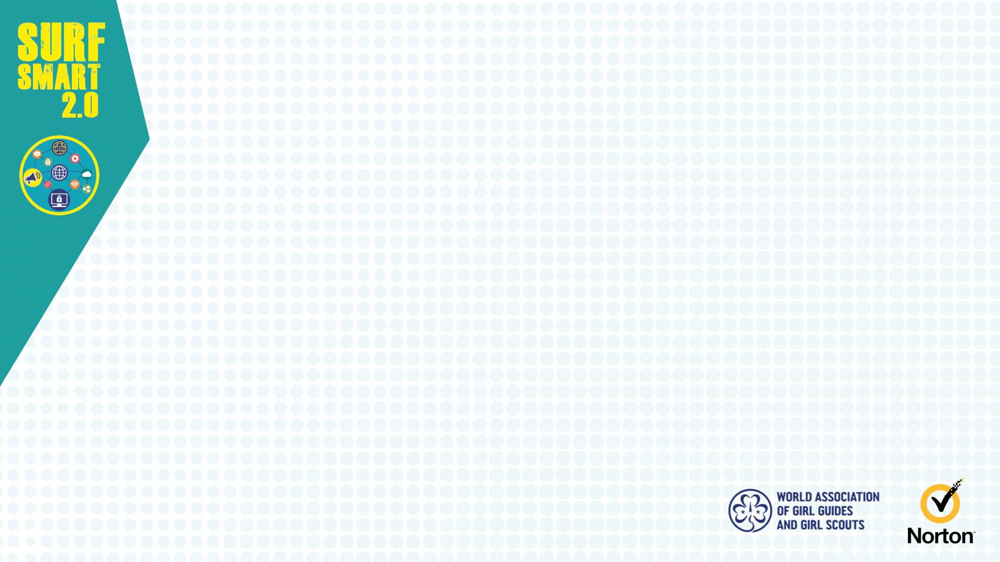 SURF
SMART
2.0
WORLD ASSOCIATION
OF GIRL GUIDES
AND GIRL SCOUTS
Norton